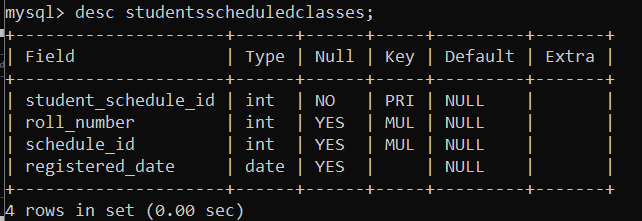 mysql> desc studentsscheduledclasses;
+---------------------+------+------+-----+---------+-------+
| Field               | Type | Null | Key | Default | Extra |
+---------------------+------+------+-----+---------+-------+
| student_schedule_id | int  | NO   | PRI | NULL    |       |
| roll_number         | int  | YES  | MUL | NULL    |       |
| schedule_id         | int  | YES  | MUL | NULL    |       |
| registered_date     | date | YES  |     | NULL    |       |
+---------------------+------+------+-----+---------+-------+
4 rows in set (0.00 sec)